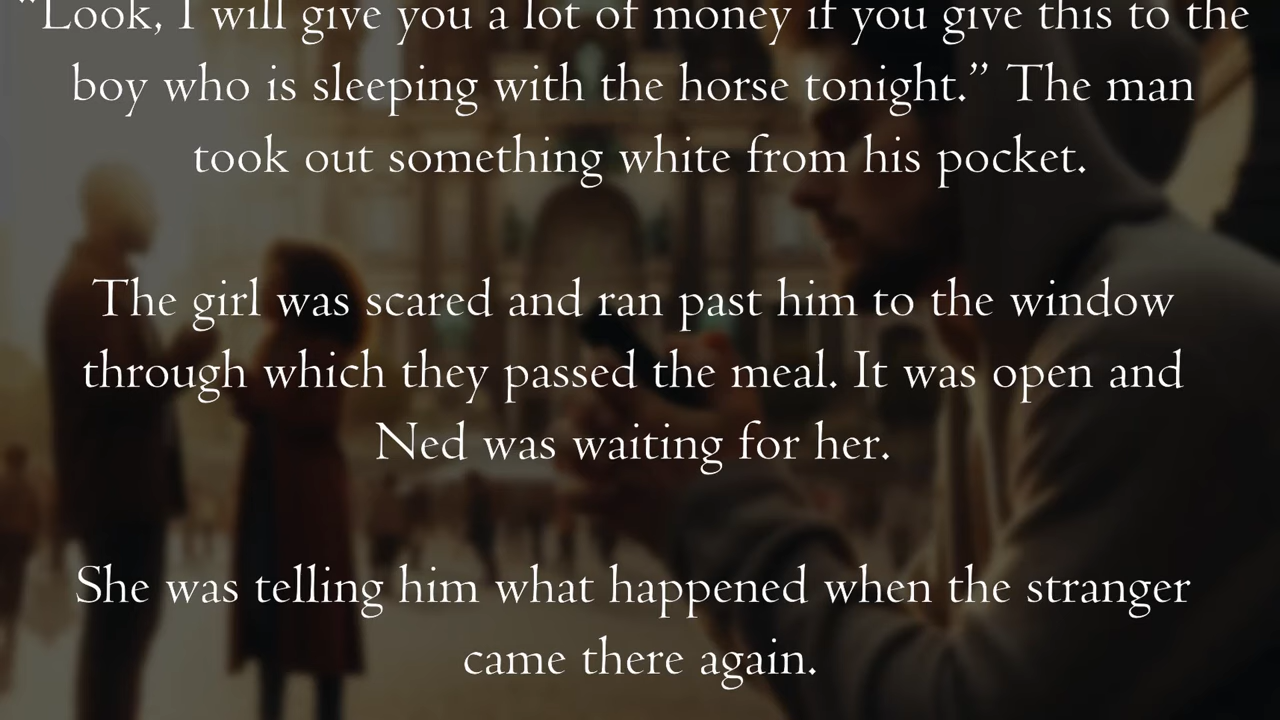 “Look, I will give you a lot of money if you give this to the
boy who is sleeping with the horse tonight.” The man
took out something white from his pocket.
The girl was scared and ran past him to the window
through which they passed the meal. It was open and
Ned was waiting for her.
She was telling him what happened when the stranger
came there again.